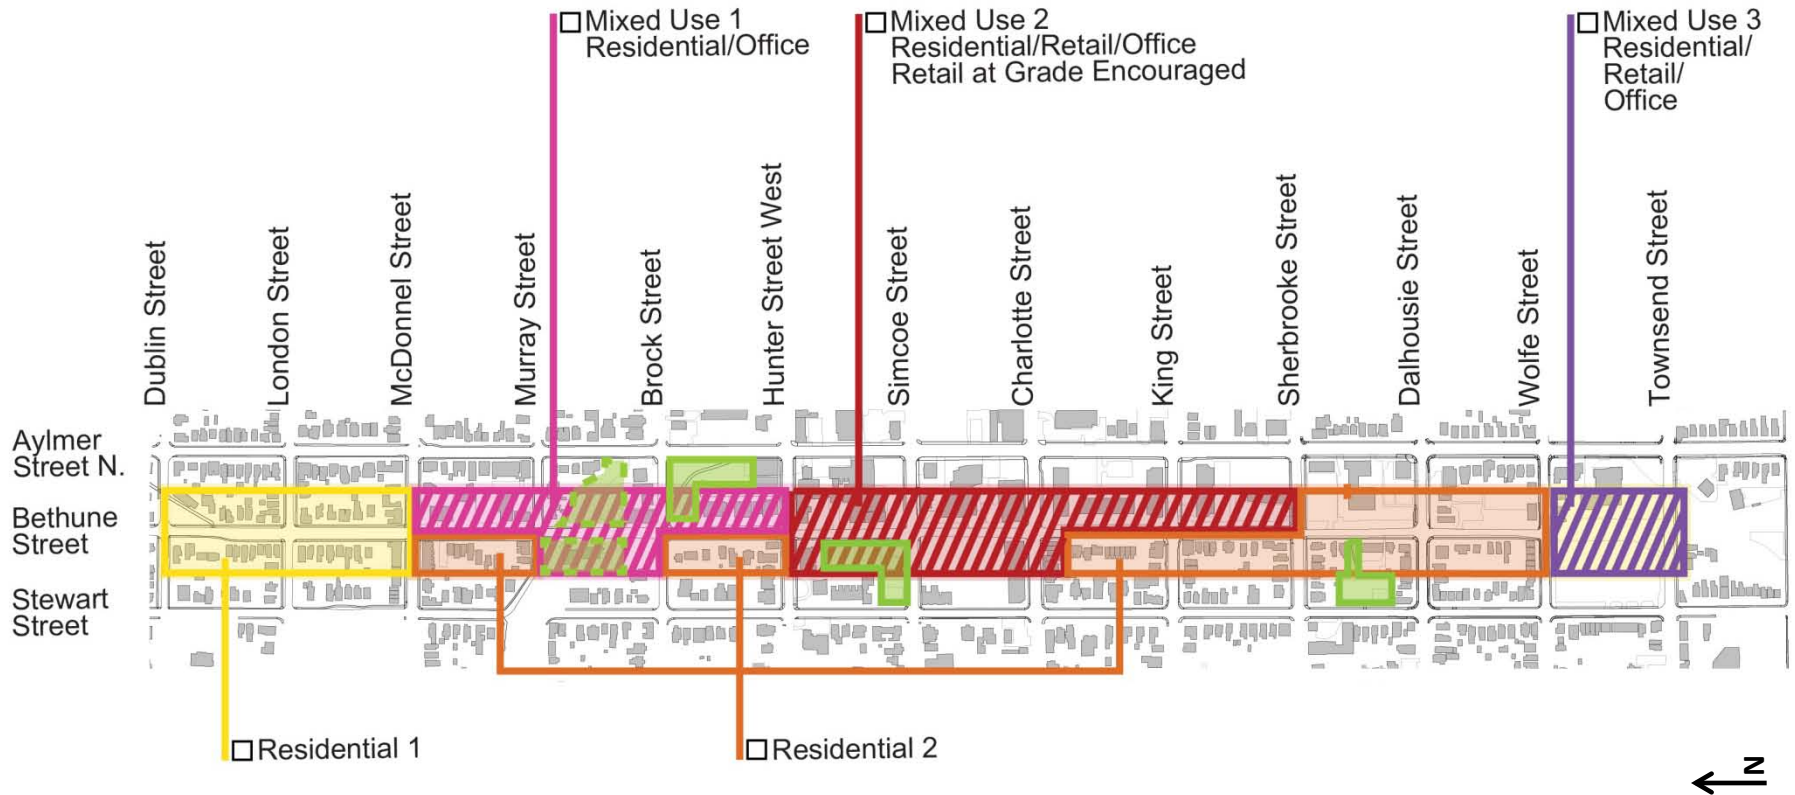 Mixed Use 1
Residential/Office
Mixed Use 2
Residential/Retail/Office
Retail at Grade Encouraged
Mixed Use 3
Residential/
Retail/
Office
Dublin Street
London Street
McDonnel Street
Murray Street
Brock Street
Hunter Street West
Simcoe Street
Charlotte Street
King Street
Sherbrooke Street
Dalhousie Street
Wolfe Street
Townsend Street
Aylmer
Street N.
Bethune
Street
Stewart
Street
Residential 1
Residential 2
N